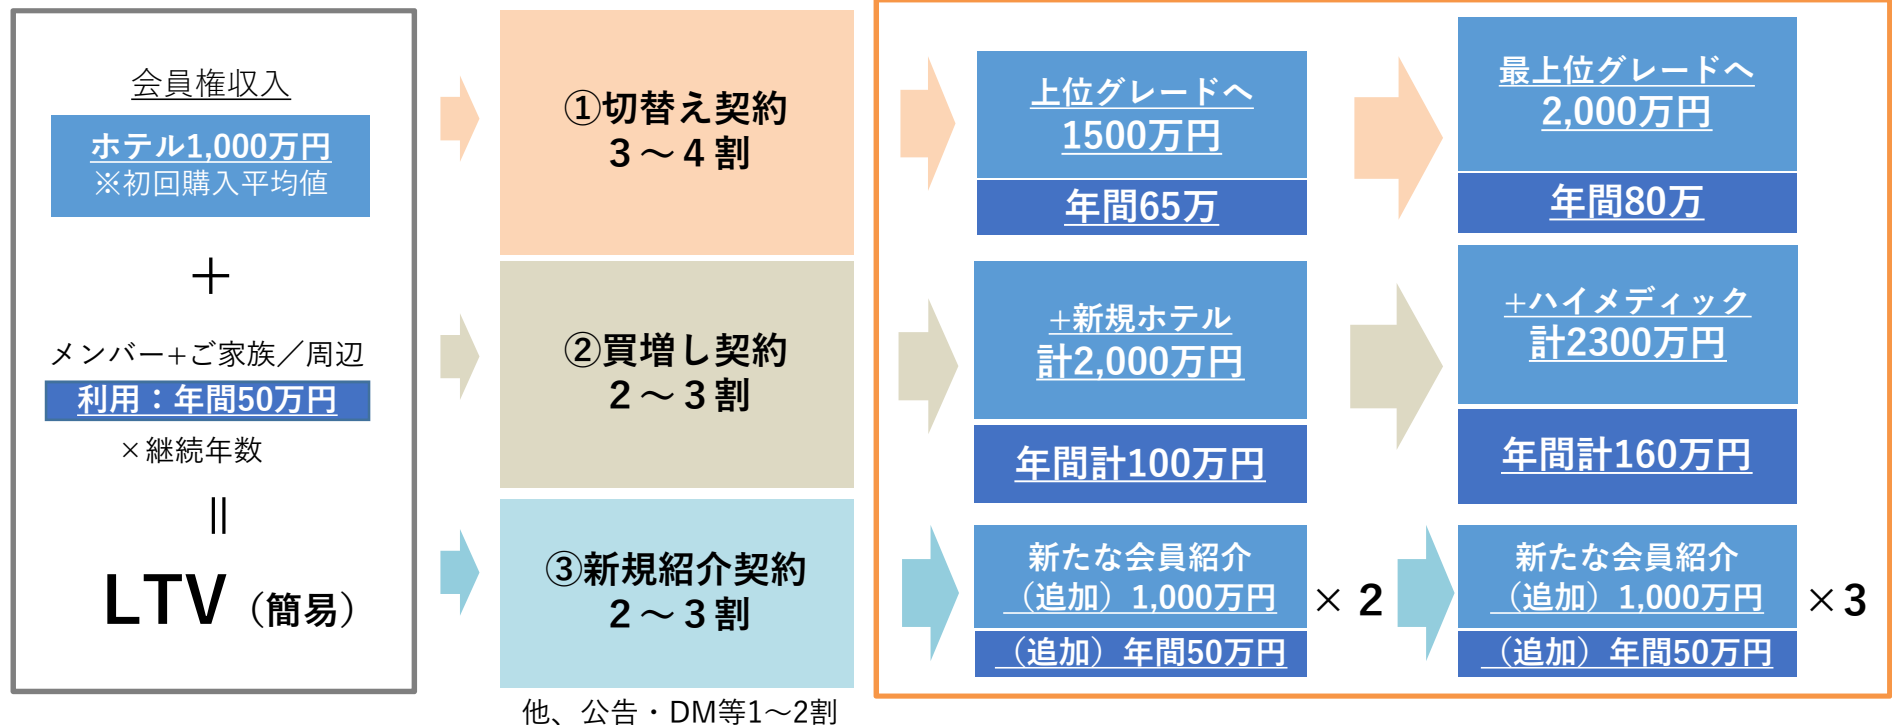 会員権収入
ホテル1,000万円
※初回購入平均値
＋
メンバー+ご家族／周辺
利用：年間50万円
×継続年数
॥
LTV（簡易）
①切替え契約
３～４割
②買増し契約
２～３割
③新規紹介契約
２～３割
他、公告・DM等1～2割
上位グレードへ
1500万円
年間65万
最上位グレードへ
2,000万円
年間80万
+新規ホテル
計2,000万円
年間計100万円
+ハイメディック
計2300万円
年間計160万円
新たな会員紹介
（追加）1,000万円
（追加）年間50万円
×２
新たな会員紹介
（追加）1,000万円
（追加）年間50万円
×3